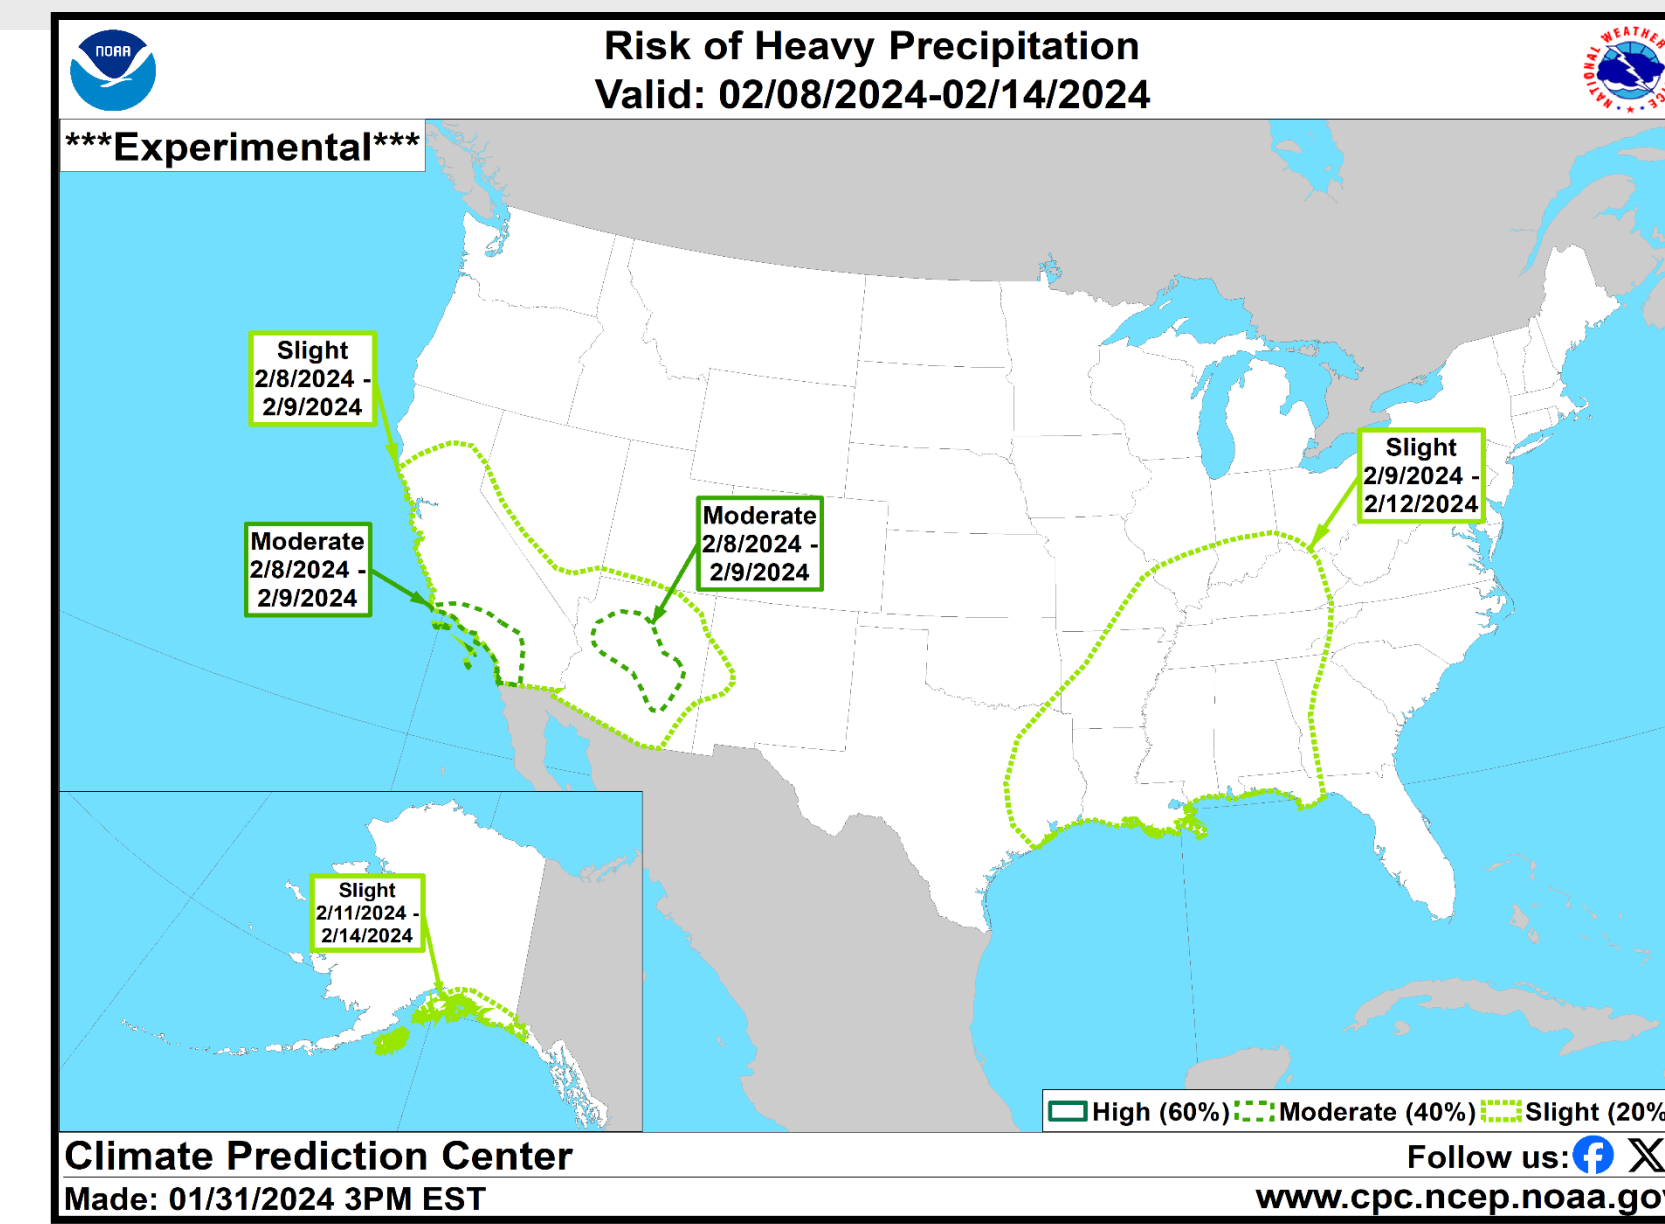 NOAA
Risk of Heavy Precipitation
Valid: 02/08/2024-02/14/2024
NATIONAL WEATHER
***Experimental***
Slight
2/8/2024 -
2/9/2024
Slight
2/9/2024 -
2/12/2024
Moderate
2/8/2024 -
2/9/2024
Moderate
2/8/2024 -
2/9/2024
Slight
2/11/2024 -
2/14/2024
High (60%) Moderate (40%) Slight (20%
Climate Prediction Center
Follow us:
Made: 01/31/2024 3PM EST
www.cpc.ncep.noaa.gov